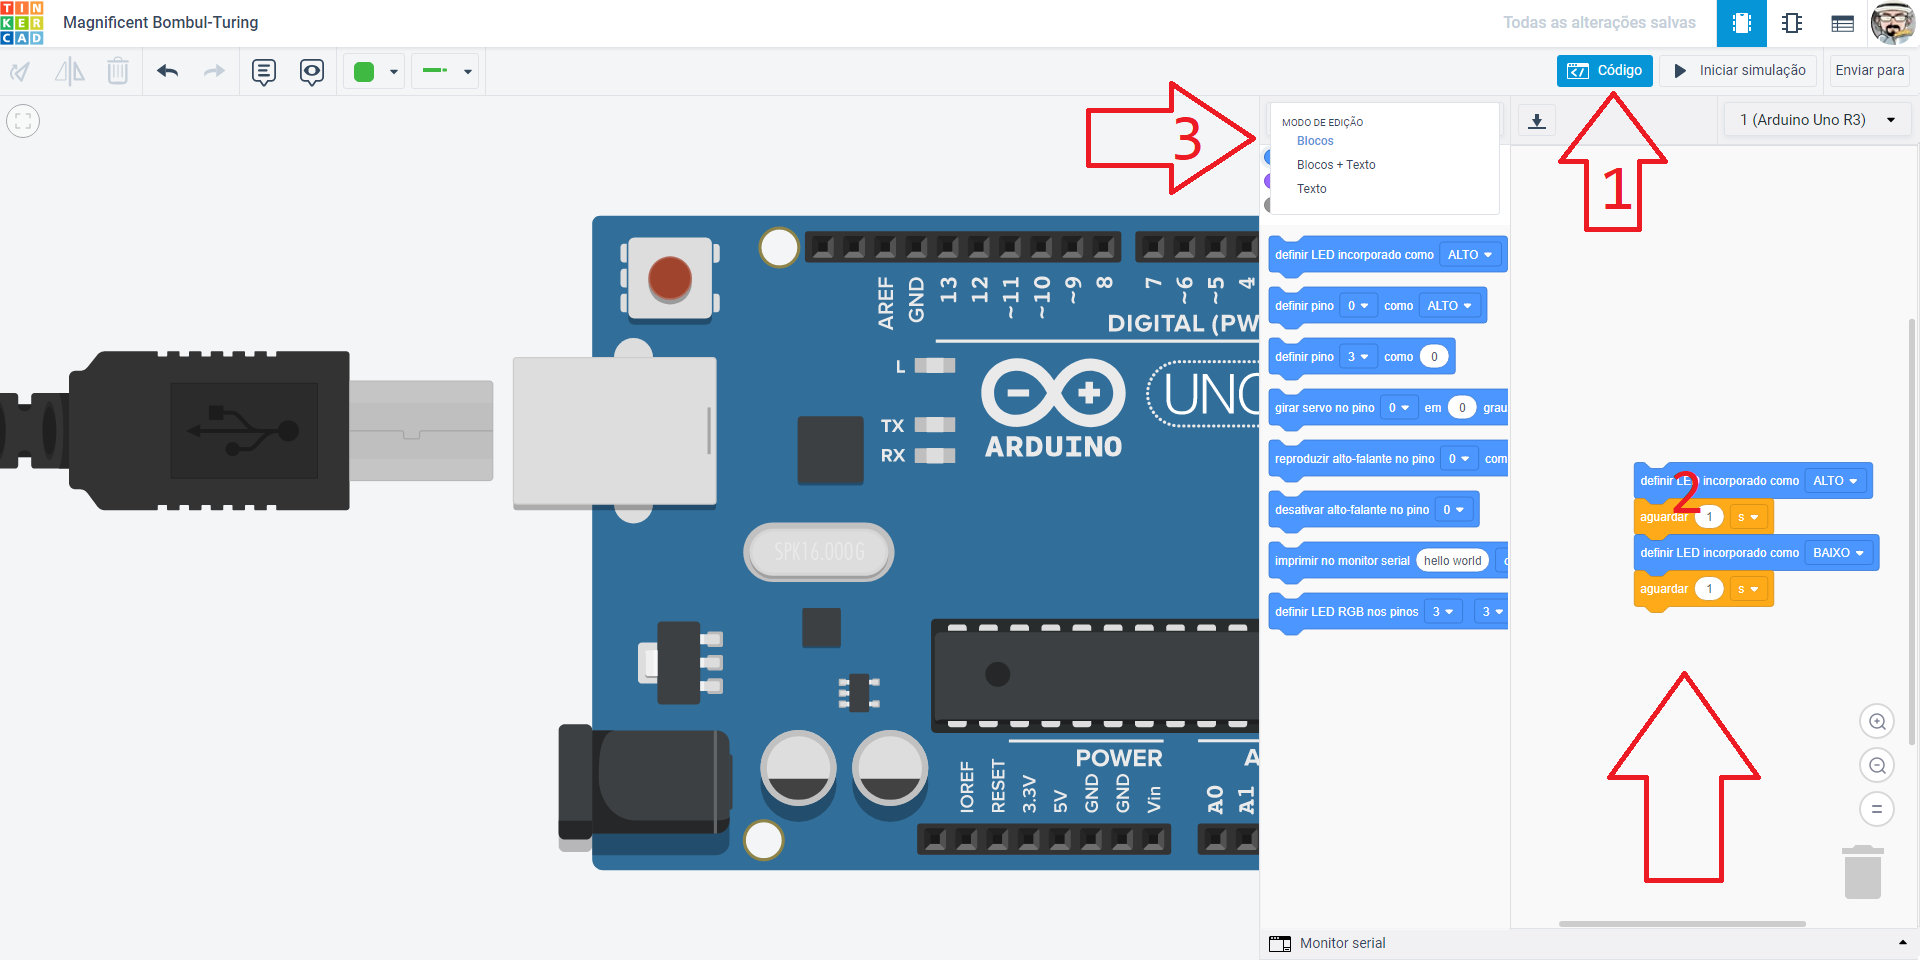 TIN
KER
CAD
Magnificent Bombul-Turing
Todas as alterações salvas
Código
Iniciar simulação
Enviar para
1 (Arduino Uno R3)
MODO DE EDIÇÃO
Blocos
Blocos + Texto
Texto
3
1
2
definir LED incorporado como ALTO
definir pino 0 como ALTO
definir pino 3 como 0
girar servo no pino 0 em 0 grau
reproduzir alto-falante no pino 0 com
desativar alto-falante no pino 0
imprimir no monitor serial hello world
definir LED RGB nos pinos 3 3
definir LED incorporado como ALTO
aguardar 1 s
definir LED incorporado como BAIXO
aguardar 1 s
AREF
GND
13
12
~11
~10
~9
8
7
~6
~5
4
DIGITAL (PW
L
TX
RX
UNO
ARDUINO
SPK16.000G
POWER
A
IOREF
RESET
3.3V
5V
GND
GND
Vin
A0
A1
Monitor serial